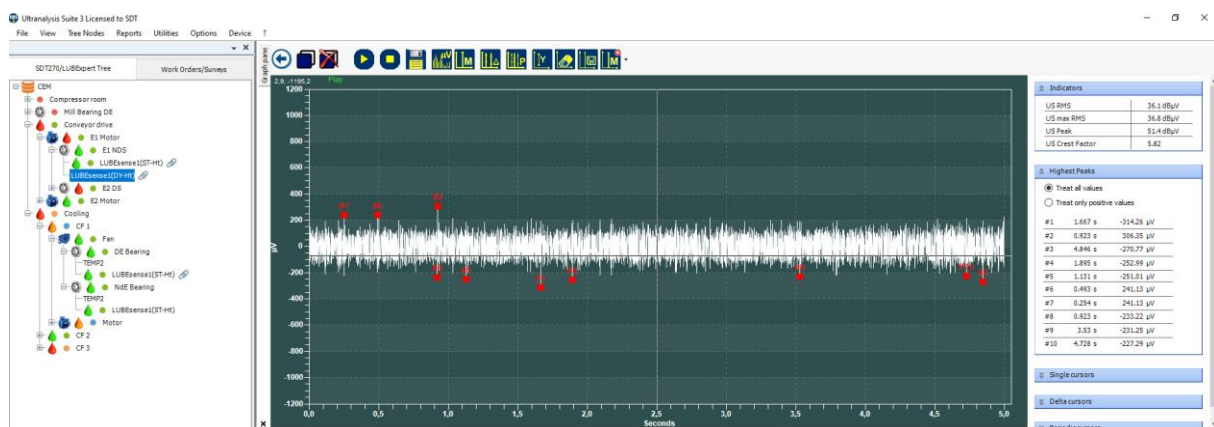 Ultranalysis Suite 3 Licensed to SDT
File View Tree Nodes Reports Utilities Options Device ?
SDT270/LUBExpert Tree Work Orders/Surveys
CEM
Compressor room
Mill Bearing DE
Conveyor drive
E1 Motor
E1 NDS
LUBEsense1(ST-Ht)
LUBEsense1(DY-Ht)
E2 DS
E2 Motor
Cooling
CF 1
Fan
DE Bearing
TEMP2
LUBEsense1(ST-Ht)
NdE Bearing
TEMP2
LUBEsense1(ST-Ht)
Motor
CF 2
CF 3
Graph pane
2,9,-1195,2 Play
1200
1000
800
600
400
200
0
-200
-400
-600
-800
-1000
-1200
µV
#7 #6 #2
0,0 0,5 1,0 1,5 2,0 2,5 3,0 3,5 4,0 4,5 5,0
Seconds
Indicators
US RMS 36.1 dBµV
US max RMS 36.8 dBµV
US Peak 51.4 dBµV
US Crest Factor 5.82
Highest Peaks
Treat all values
Treat only positive values
#1 1.667 s -314.26 µV
#2 0.923 s 306.35 µV
#3 4.846 s -270.77 µV
#4 1.895 s -252.99 µV
#5 1.131 s -251.01 µV
#6 0.493 s 241.13 µV
#7 0.254 s 241.13 µV
#8 0.923 s -233.22 µV
#9 3.53 s -231.25 µV
#10 4.728 s -227.29 µV
Single cursors
Delta cursors